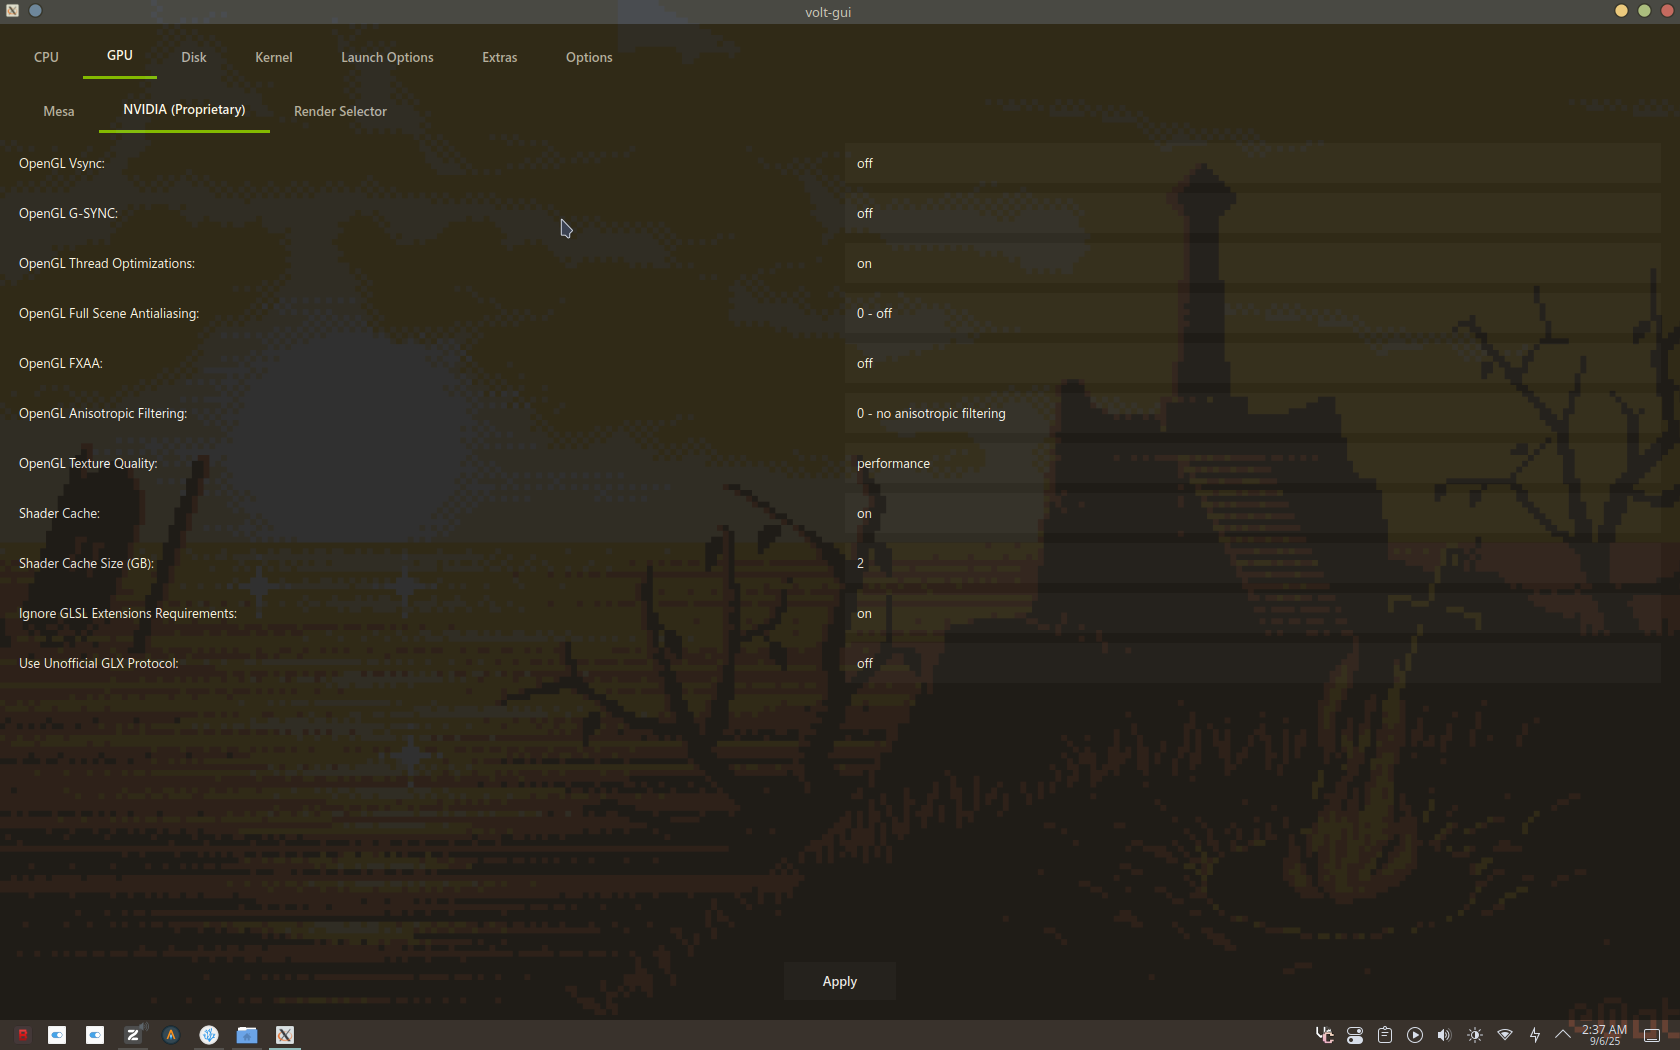 volt-gui
CPU GPU Disk Kernel Launch Options Extras Options
Mesa NVIDIA (Proprietary) Render Selector
OpenGL Vsync: off
OpenGL G-SYNC: off
OpenGL Thread Optimizations: on
OpenGL Full Scene Antialiasing: 0 - off
OpenGL FXAA: off
OpenGL Anisotropic Filtering: 0 - no anisotropic filtering
OpenGL Texture Quality: performance
Shader Cache: on
Shader Cache Size (GB): 2
Ignore GLSL Extensions Requirements: on
Use Unofficial GLX Protocol: off
Apply
2:37 AM
9/6/25